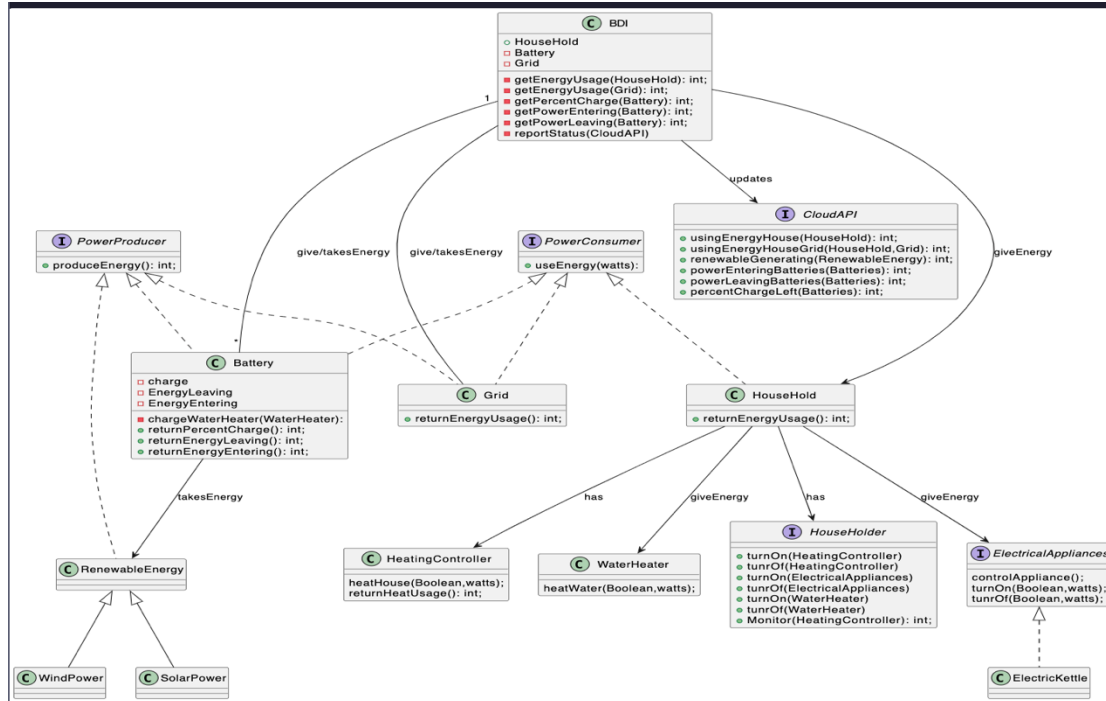 C BDI
HouseHold
Battery
Grid
getEnergyUsage(HouseHold): int;
getEnergyUsage(Grid): int;
getPercentCharge(Battery): int;
getPowerEntering(Battery): int;
getPowerLeaving(Battery): int;
reportStatus(CloudAPI)
1
updates
I CloudAPI
usingEnergyHouse(HouseHold): int;
usingEnergyHouseGrid(HouseHold,Grid): int;
renewableGenerating(RenewableEnergy): int;
powerEnteringBatteries(Batteries): int;
powerLeavingBatteries(Batteries): int;
percentChargeLeft(Batteries): int;
I PowerProducer
produceEnergy(): int;
give/takesEnergy
give/takesEnergy
I PowerConsumer
useEnergy(watts):
giveEnergy
*
C Battery
charge
EnergyLeaving
EnergyEntering
chargeWaterHeater(WaterHeater):
returnPercentCharge(): int;
returnEnergyLeaving(): int;
returnEnergyEntering(): int;
C Grid
returnEnergyUsage(): int;
C HouseHold
returnEnergyUsage(): int;
takesEnergy
has
giveEnergy
has
giveEnergy
C RenewableEnergy
C HeatingController
heatHouse(Boolean,watts);
returnHeatUsage(): int;
C WaterHeater
heatWater(Boolean,watts);
I HouseHolder
turnOn(HeatingController)
tunrOf(HeatingController)
turnOn(ElectricalAppliances)
tunrOf(ElectricalAppliances)
turnOn(WaterHeater)
tunrOf(WaterHeater)
Monitor(HeatingController): int;
I ElectricalAppliances
controlAppliance();
turnOn(Boolean,watts);
tunrOf(Boolean,watts);
C WindPower
C SolarPower
C ElectricKettle